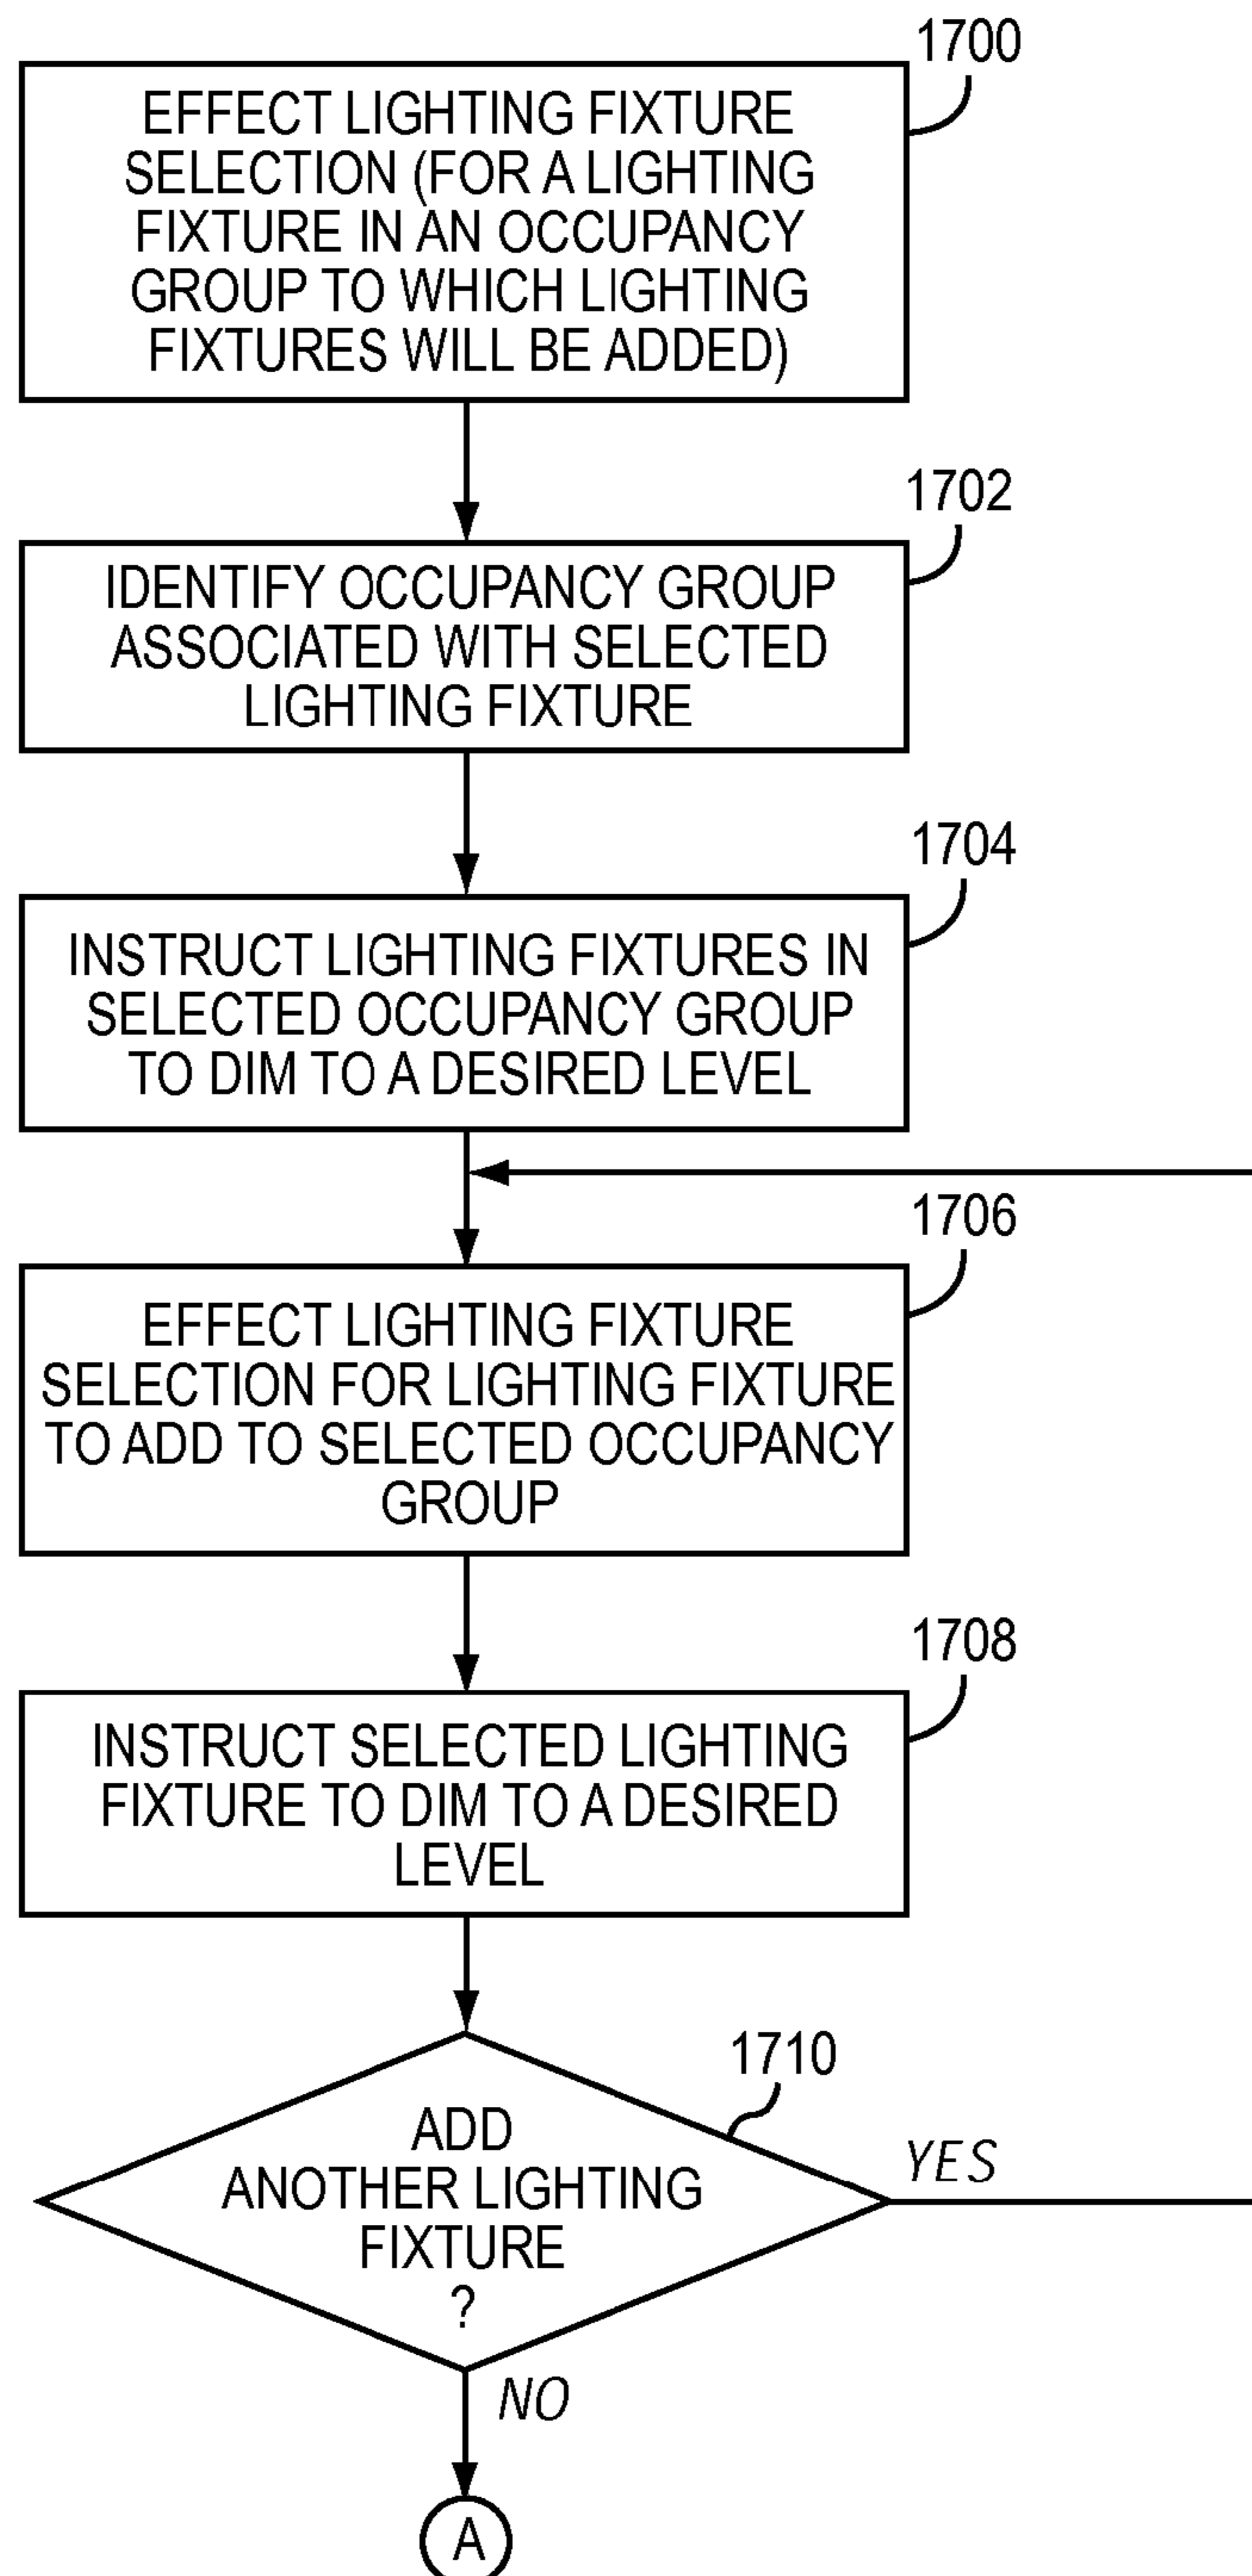 1700
EFFECT LIGHTING FIXTURE
SELECTION (FOR A LIGHTING
FIXTURE IN AN OCCUPANCY
GROUP TO WHICH LIGHTING
FIXTURES WILL BE ADDED)
1702
IDENTIFY OCCUPANCY GROUP
ASSOCIATED WITH SELECTED
LIGHTING FIXTURE
1704
INSTRUCT LIGHTING FIXTURES IN
SELECTED OCCUPANCY GROUP
TO DIM TO A DESIRED LEVEL
1706
EFFECT LIGHTING FIXTURE
SELECTION FOR LIGHTING FIXTURE
TO ADD TO SELECTED OCCUPANCY
GROUP
1708
INSTRUCT SELECTED LIGHTING
FIXTURE TO DIM TO A DESIRED
LEVEL
1710
ADD
ANOTHER LIGHTING
FIXTURE
?
YES
NO
A